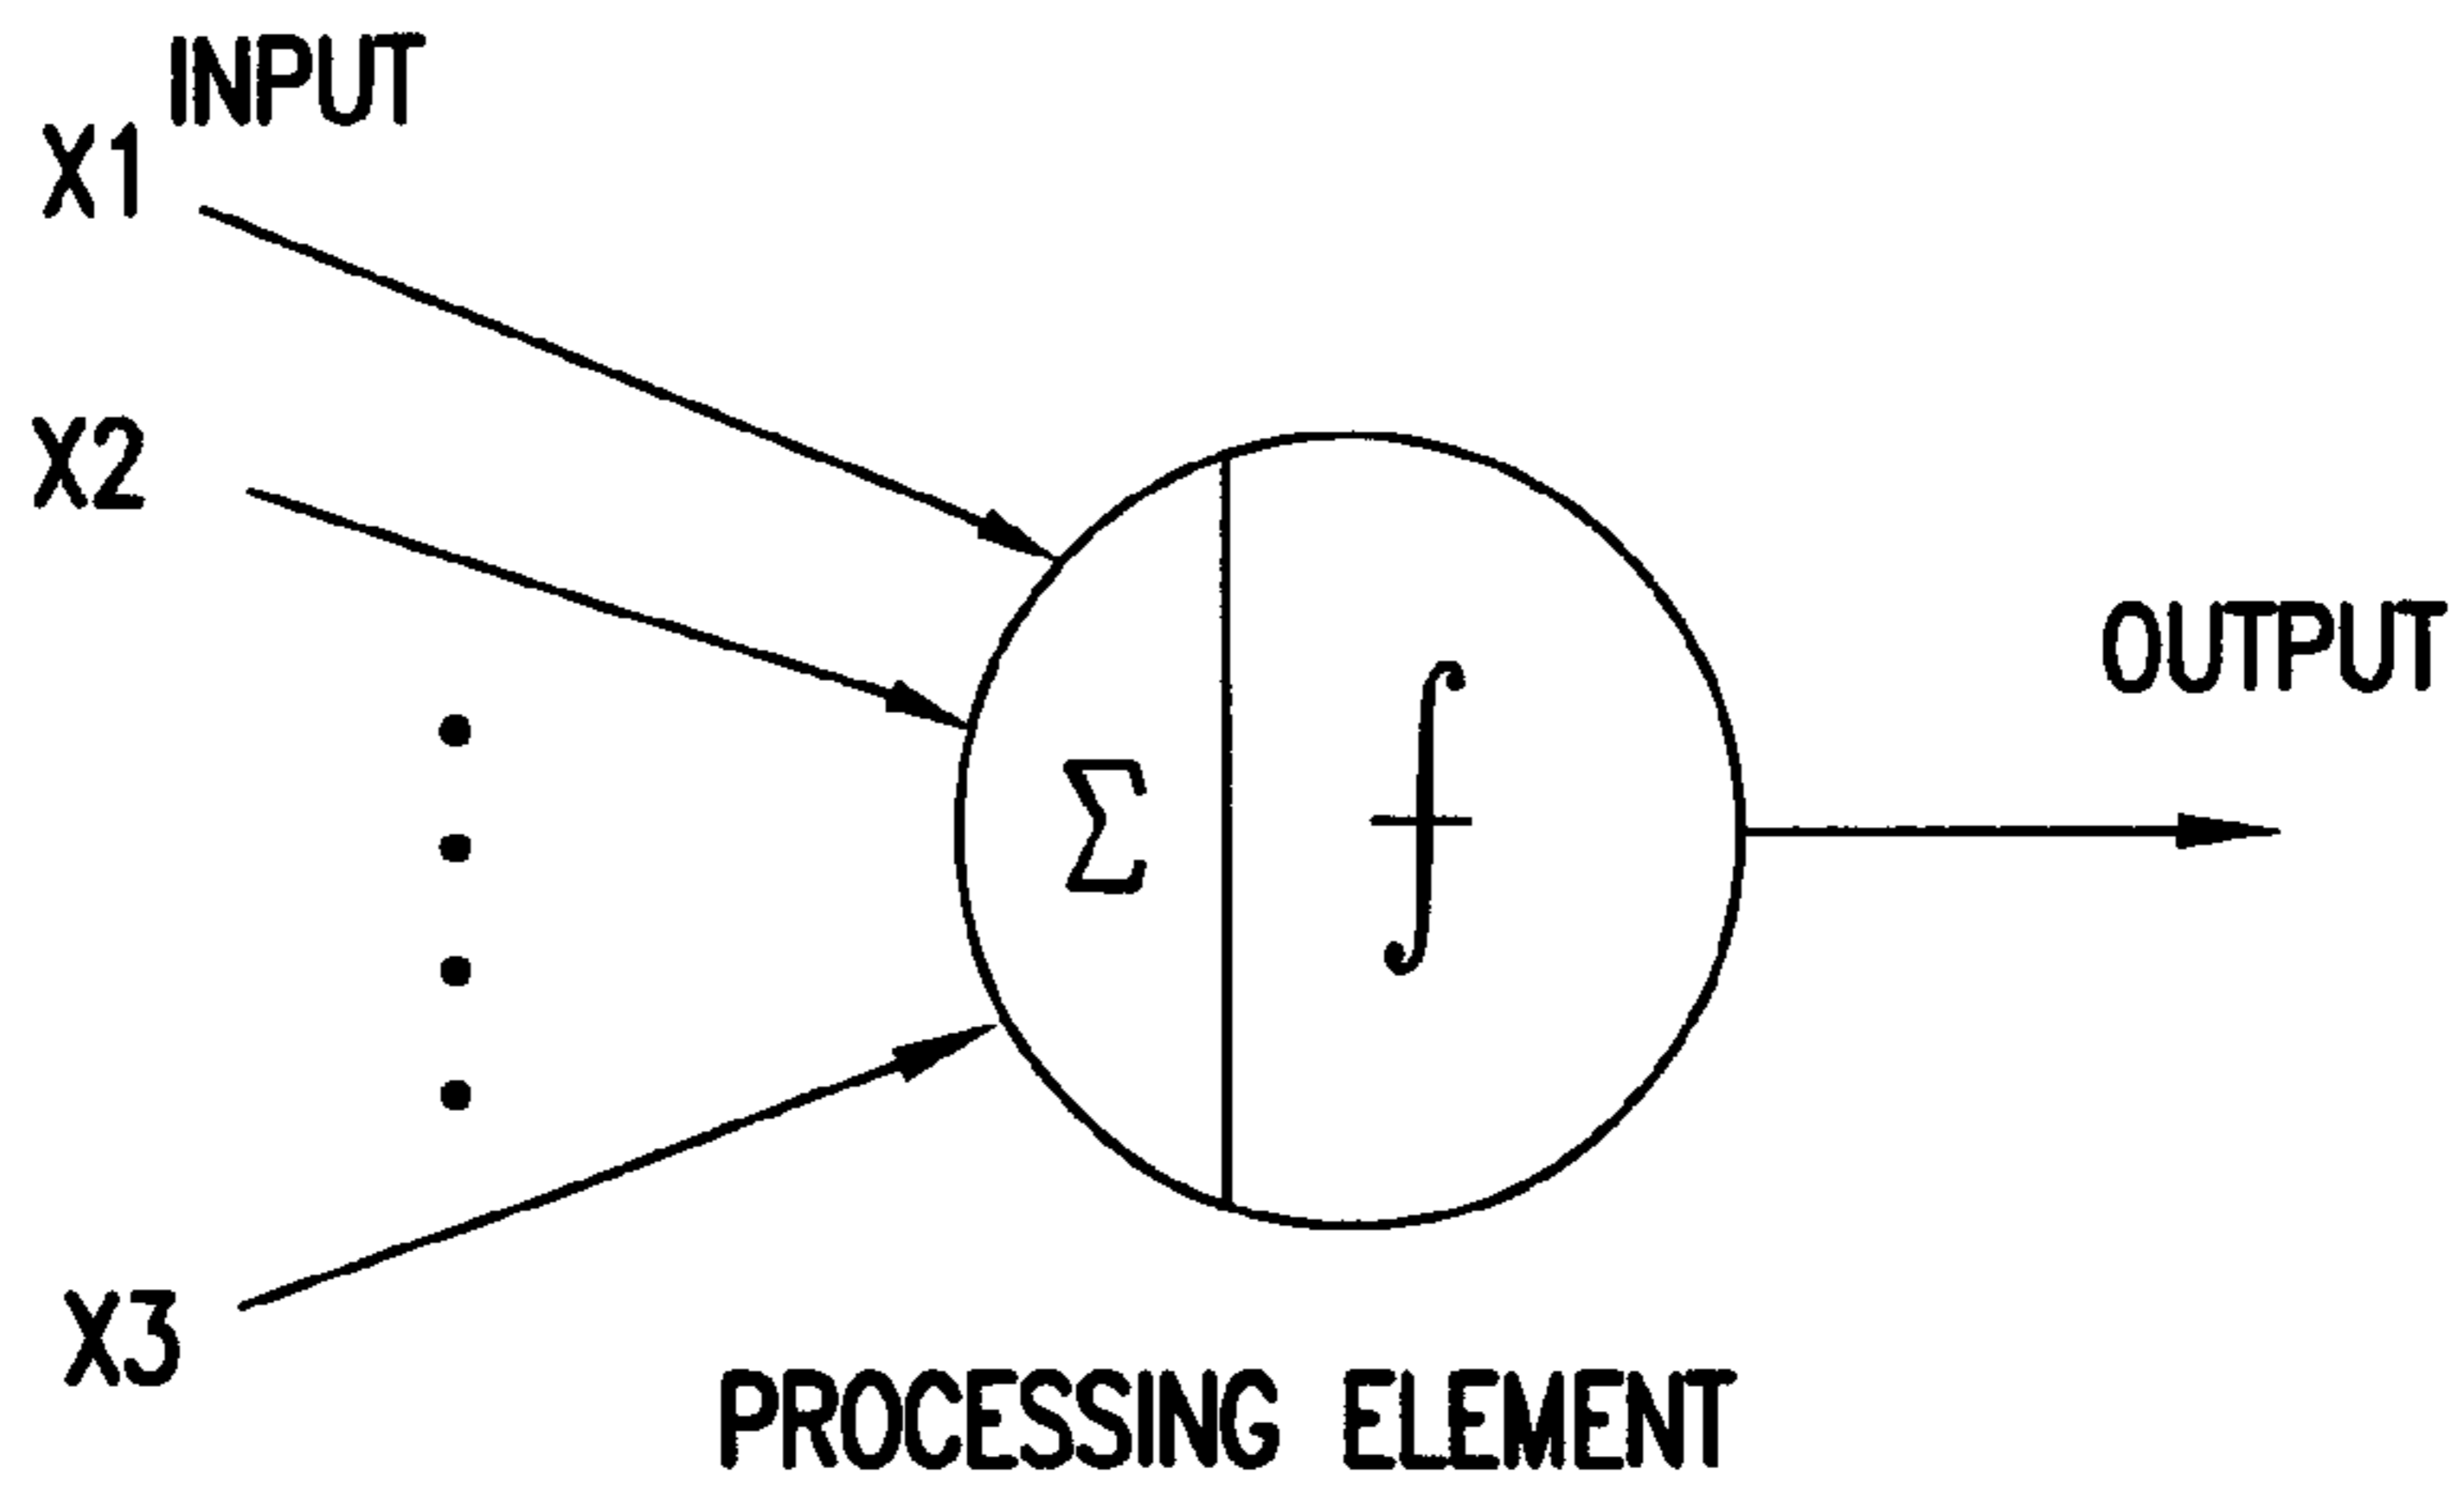 INPUT
X1
X2
Σ
f
OUTPUT
X3
PROCESSING ELEMENT